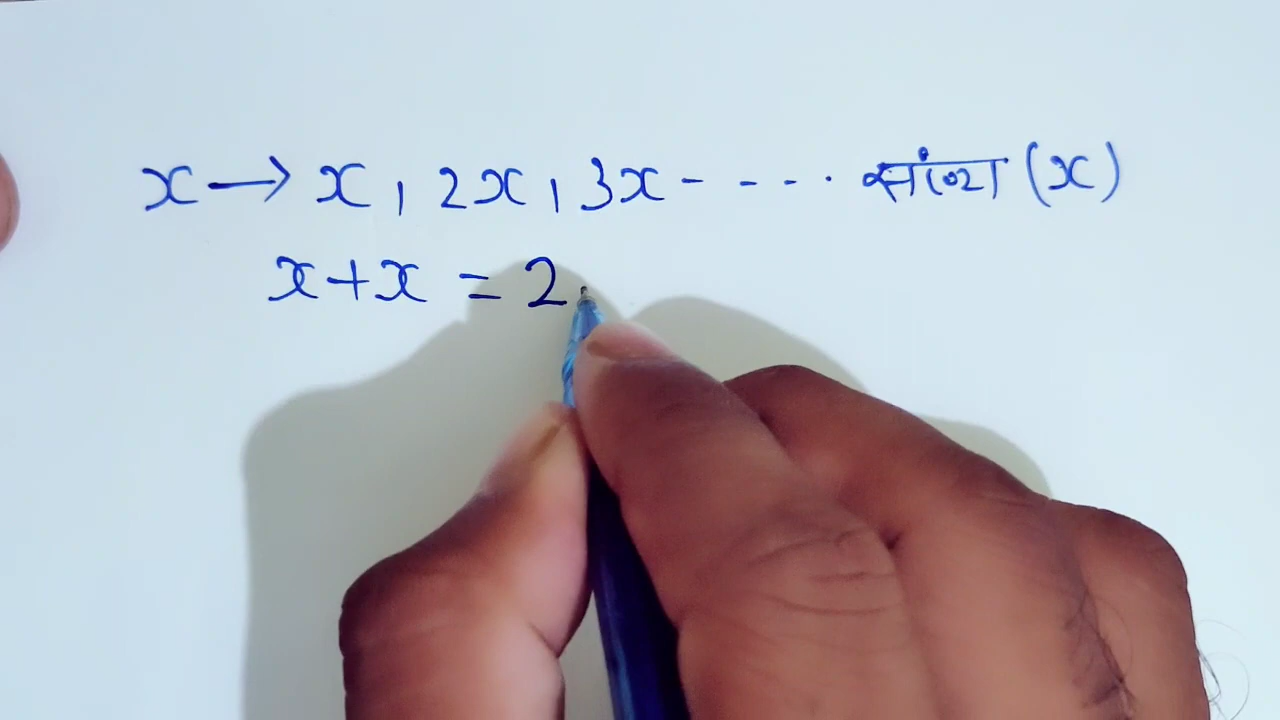 x → x, 2x, 3x - - - - . संख्या (x)
x + x = 2